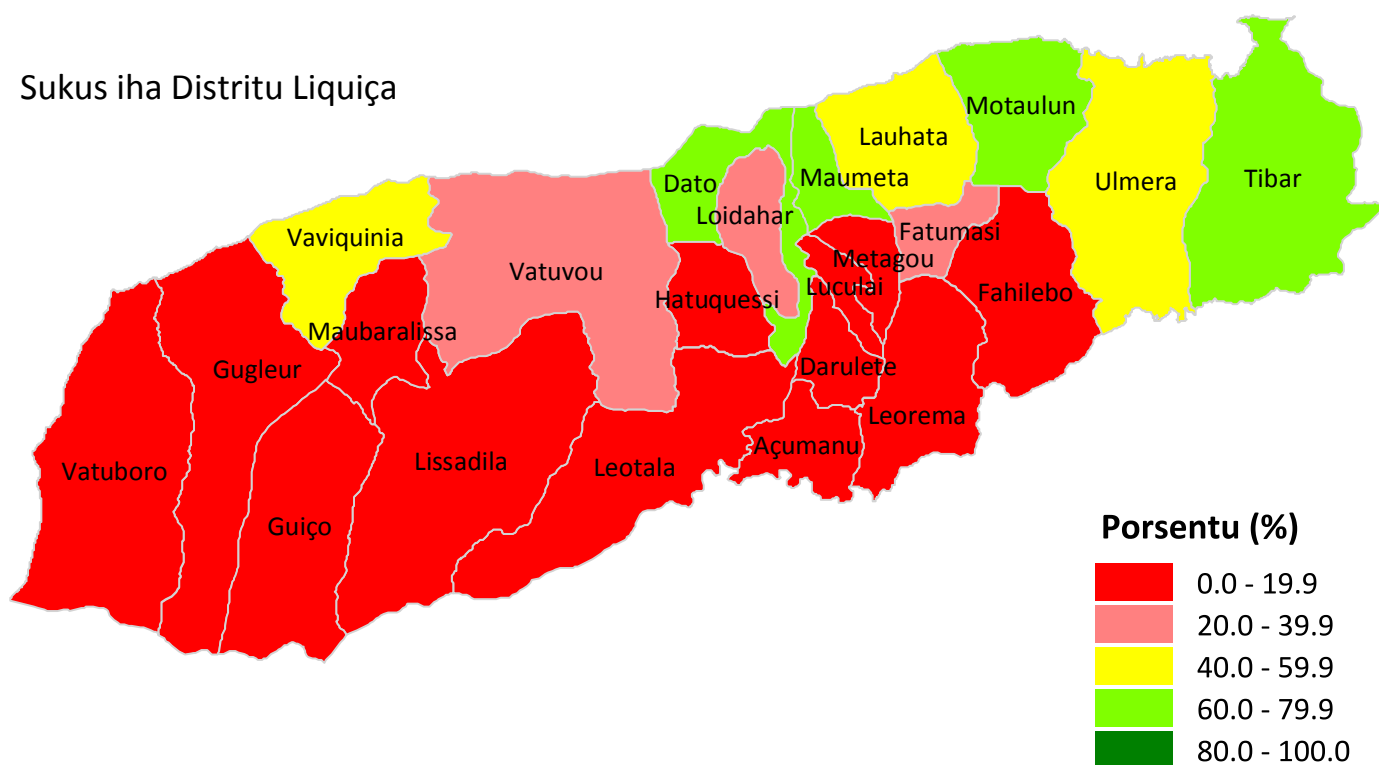 Sukus iha Distritu Liquiça
Motaulun
Lauhata
Maumeta
Dato
Ulmera
Tibar
Loidahar
Fatumasi
Vaviquinia
Metagou
Vatuvou
Luculai
Hatuquessi
Fahilebo
Maubaralissa
Gugleur
Darulete
Leorema
Açumanu
Lissadila
Leotala
Vatuboro
Guiço
Porsentu (%)
0.0 - 19.9
20.0 - 39.9
40.0 - 59.9
60.0 - 79.9
80.0 - 100.0